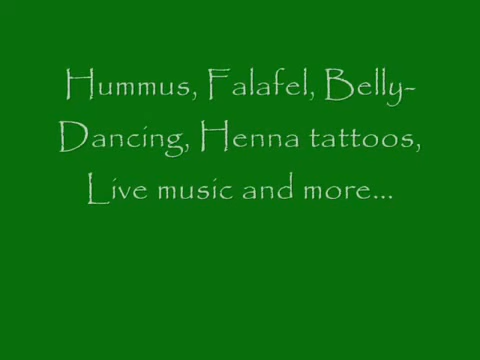 Hummus, Falafel, Belly-
Dancing, Henna tattoos,
Live music and more...